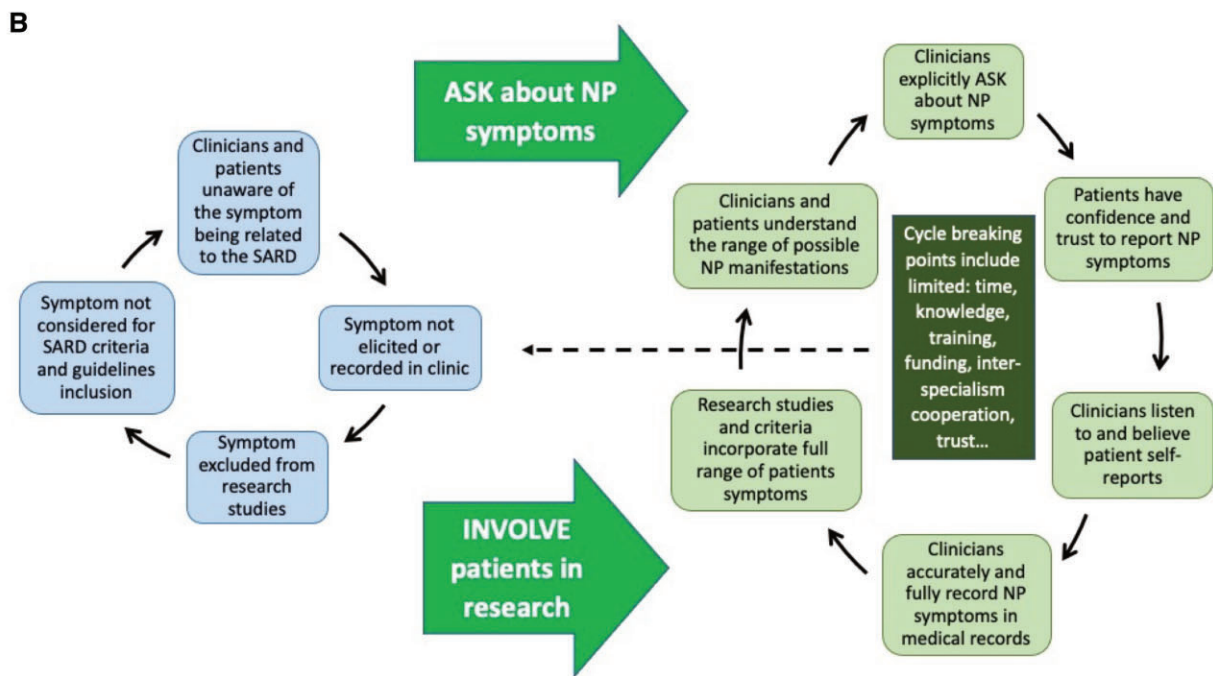 B
ASK about NP
symptoms
INVOLVE
patients in
research
Clinicians and
patients
unaware of
the symptom
being related
to the SARD
Symptom not
elicited or
recorded in clinic
Symptom
excluded from
research
studies
Symptom not
considered for
SARD criteria
and guidelines
inclusion
Clinicians
explicitly ASK
about NP
symptoms
Patients have
confidence and
trust to report NP
symptoms
Clinicians listen
to and believe
patient self-
reports
Clinicians
accurately and
fully record NP
symptoms in
medical records
Research studies
and criteria
incorporate full
range of patients
symptoms
Clinicians and
patients understand
the range of possible
NP manifestations
Cycle breaking
points include
limited: time,
knowledge,
training,
funding, inter-
specialism
cooperation,
trust...